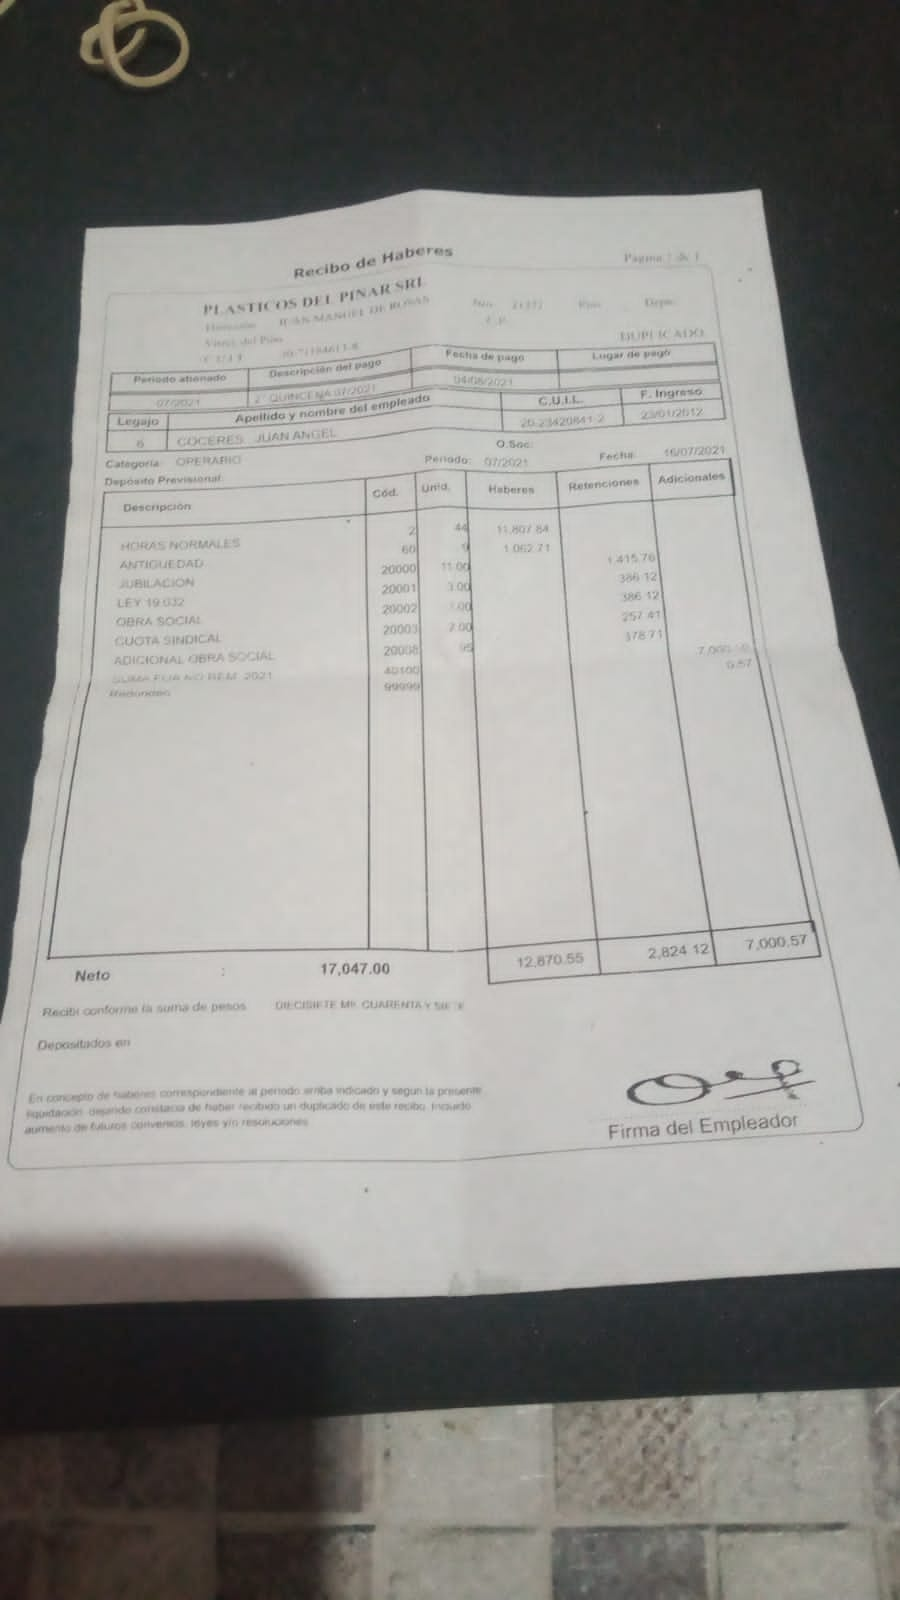 Recibo de Haberes
Pagina 1 de 1
PLASTICOS DEL PINAR SRL
Direccion JUAN MANUEL DE ROSAS Nro. Piso Depto.
Virrey del Pino C.P.
C.U.I.T. DUPLICADO
Periodo abonado Descripción del pago Fecha de pago Lugar de pago
07/2021 2° QUINCENA 07/2021 04/08/2021
Legajo Apellido y nombre del empleado C.U.I.L. F. Ingreso
6 COCERES JUAN ANGEL 20-23420841-2 23/01/2012
Categoria: OPERARIO Periodo: 07/2021 O.Soc: Fecha: 16/07/2021
Depósito Previsional:
Descripción Cód. Unid. Haberes Retenciones Adicionales
HORAS NORMALES 2 44 11,807.84
ANTIGUEDAD 60 9 1.062.71
JUBILACION 20000 11.00 1.415.76
LEY 19.032 20001 3.00 386.12
OBRA SOCIAL 20002 3.00 386.12
CUOTA SINDICAL 20003 2.00 257.41
ADICIONAL OBRA SOCIAL 20008 95 378.71
SUMA FIJA NO REM. 2021 40100 7,000.00
Redondeo 99999 0.57
12,870.55 2,824.12 7,000.57
Neto : 17,047.00
Recibi conforme la suma de pesos DIECISIETE MIL CUARENTA Y SIETE
Depositados en
En concepto de haberes correspondiente al periodo arriba indicado y segun la presente
liquidación, dejando constacia de haber recibido un duplicado de este recibo. Incluido
aumento de futuros convenios, leyes y/o resoluciones
Firma del Empleador